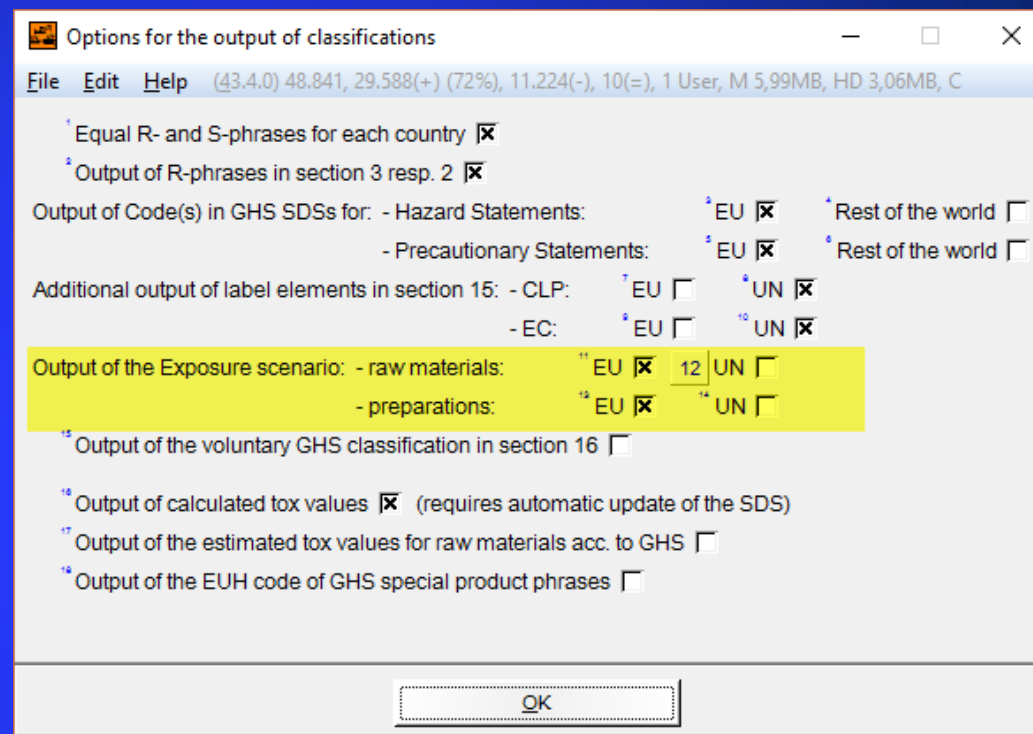 Options for the output of classifications
File Edit Help (43.4.0) 48.841, 29.588(+) (72%), 11.224(-), 10(=), 1 User, M 5,99MB, HD 3,06MB, C
1 Equal R- and S-phrases for each country
2 Output of R-phrases in section 3 resp. 2
Output of Code(s) in GHS SDSs for: - Hazard Statements: 3 EU 4 Rest of the world
- Precautionary Statements: 5 EU 6 Rest of the world
Additional output of label elements in section 15: - CLP: 7 EU UN
- EC: EU 10 UN
Output of the Exposure scenario: - raw materials: 11 EU 12 UN
- preparations: 13 EU 14 UN
15 Output of the voluntary GHS classification in section 16
16 Output of calculated tox values (requires automatic update of the SDS)
17 Output of the estimated tox values for raw materials acc. to GHS
Output of the EUH code of GHS special product phrases
OK